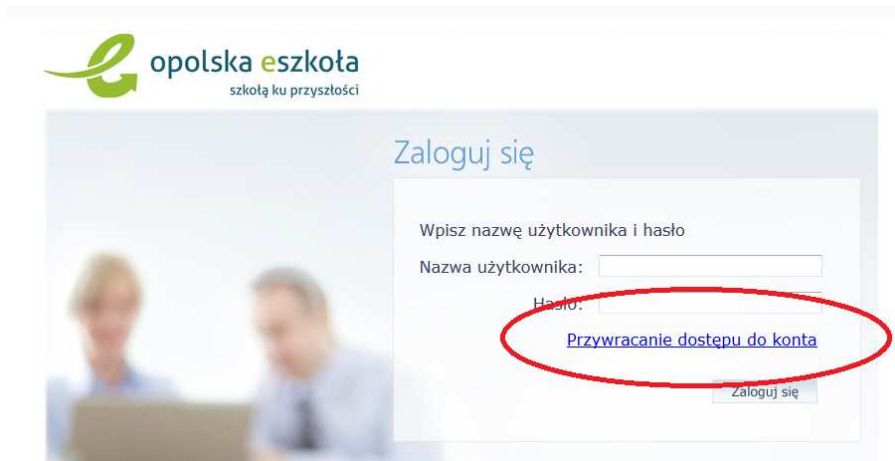 opolska eszkoła
szkołą ku przyszłości
Zaloguj się
Wpisz nazwę użytkownika i hasło
Nazwa użytkownika:
Hasło:
Przywracanie dostępu do konta
Zaloguj się